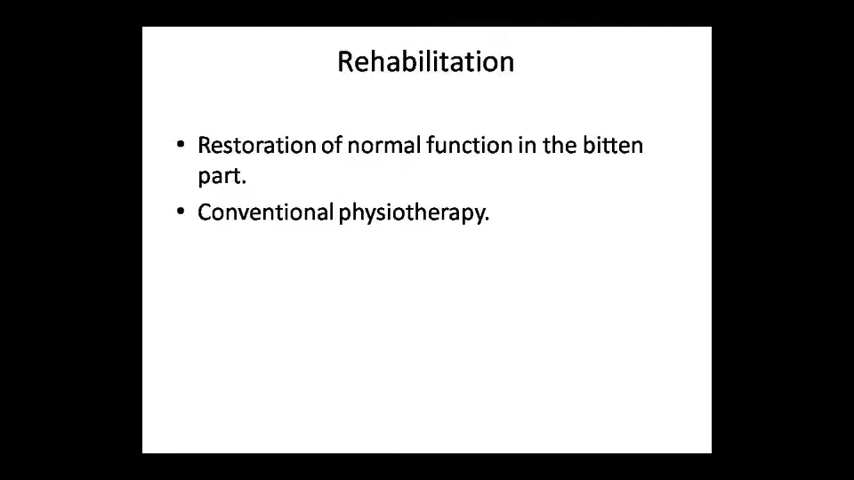 Rehabilitation
• Restoration of normal function in the bitten
part.
• Conventional physiotherapy.